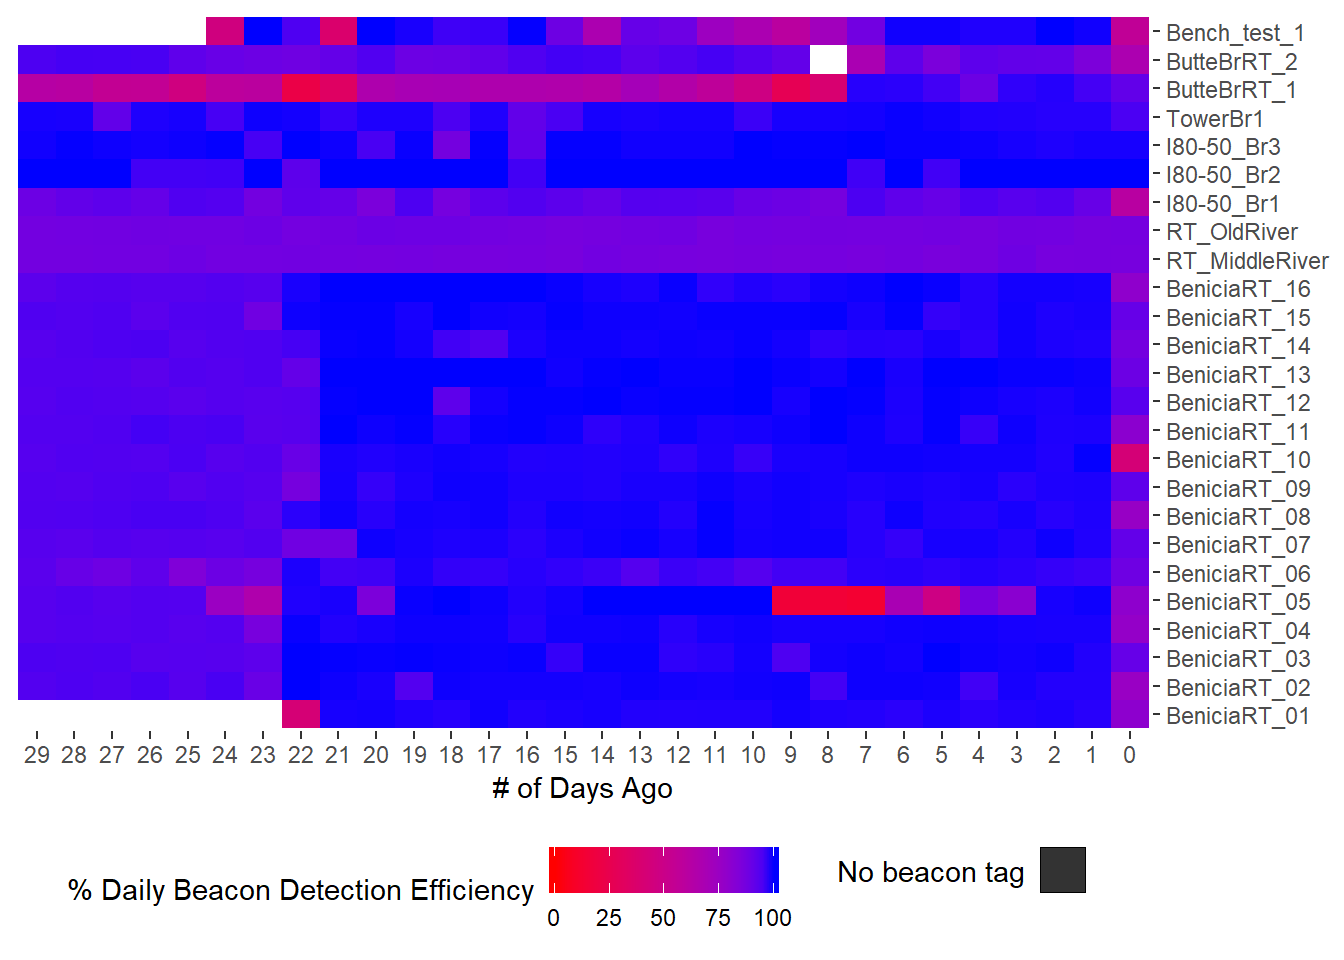 Bench_test_1
ButteBrRT_2
ButteBrRT_1
TowerBr1
I80-50_Br3
I80-50_Br2
I80-50_Br1
RT_OldRiver
RT_MiddleRiver
BeniciaRT_16
BeniciaRT_15
BeniciaRT_14
BeniciaRT_13
BeniciaRT_12
BeniciaRT_11
BeniciaRT_10
BeniciaRT_09
BeniciaRT_08
BeniciaRT_07
BeniciaRT_06
BeniciaRT_05
BeniciaRT_04
BeniciaRT_03
BeniciaRT_02
BeniciaRT_01
29 28 27 26 25 24 23 22 21 20 19 18 17 16 15 14 13 12 11 10 9 8 7 6 5 4 3 2 1 0
# of Days Ago
% Daily Beacon Detection Efficiency
0 25 50 75 100
No beacon tag